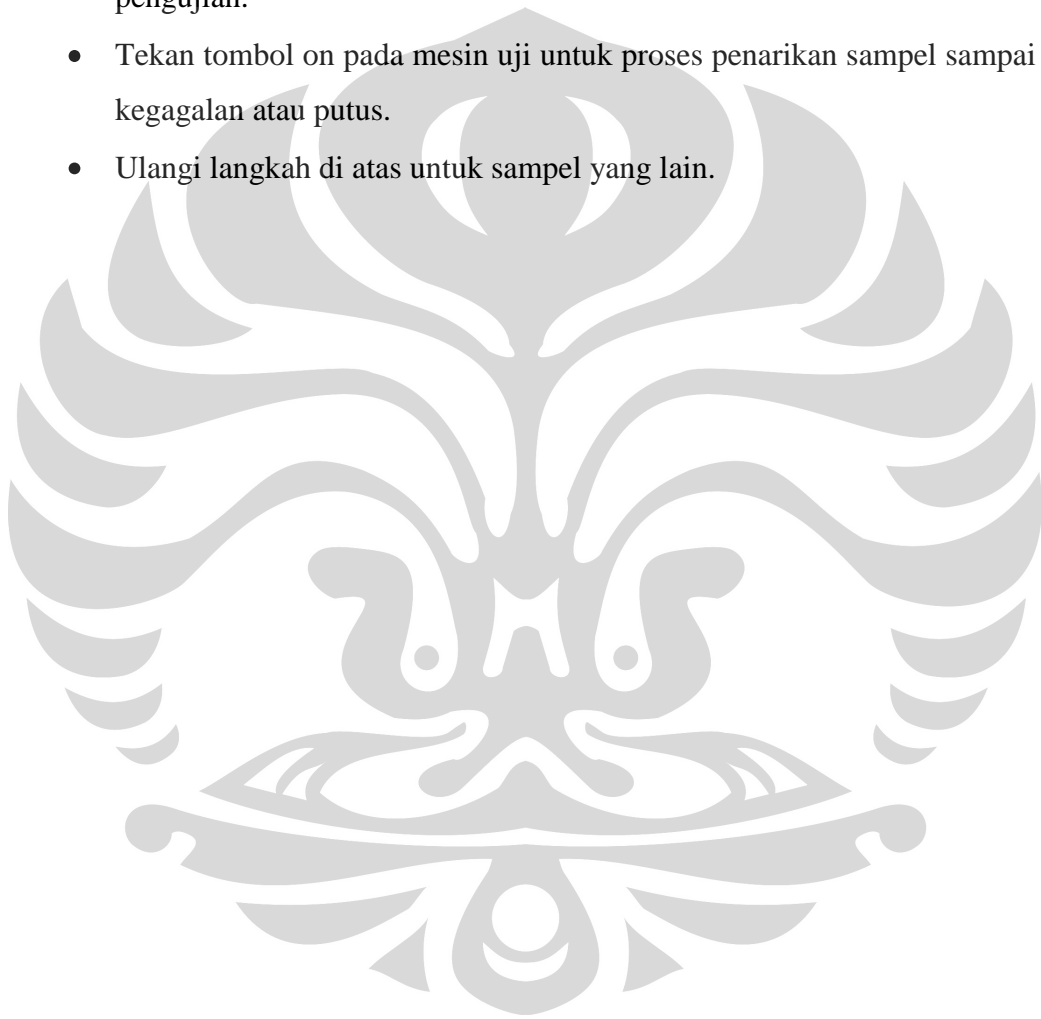 pengujian.
• Tekan tombol on pada mesin uji untuk proses penarikan sampel sampai
kegagalan atau putus.
• Ulangi langkah di atas untuk sampel yang lain.